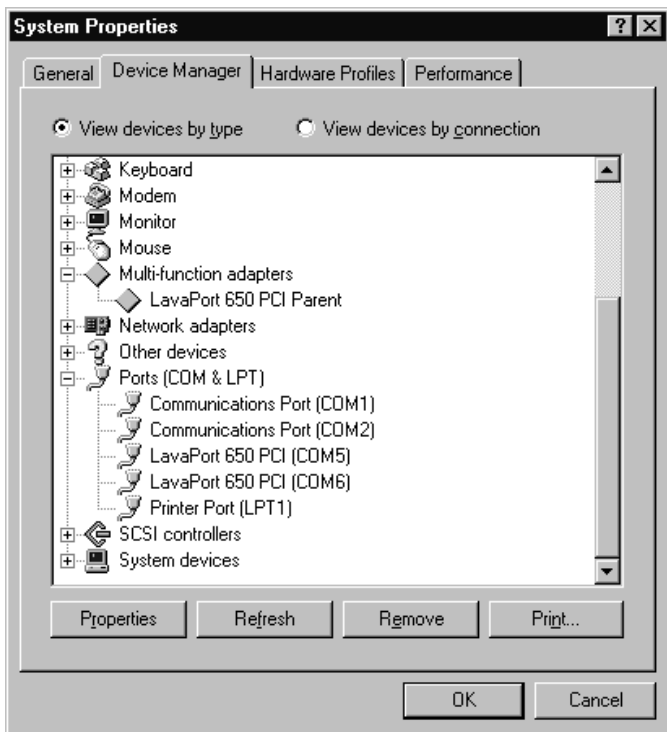 System Properties
General Device Manager Hardware Profiles Performance
View devices by type View devices by connection
Keyboard
Modem
Monitor
Mouse
Multi-function adapters
LavaPort 650 PCI Parent
Network adapters
Other devices
Ports (COM & LPT)
Communications Port (COM1)
Communications Port (COM2)
LavaPort 650 PCI (COM5)
LavaPort 650 PCI (COM6)
Printer Port (LPT1)
SCSI controllers
System devices
Properties Refresh Remove Print...
OK Cancel